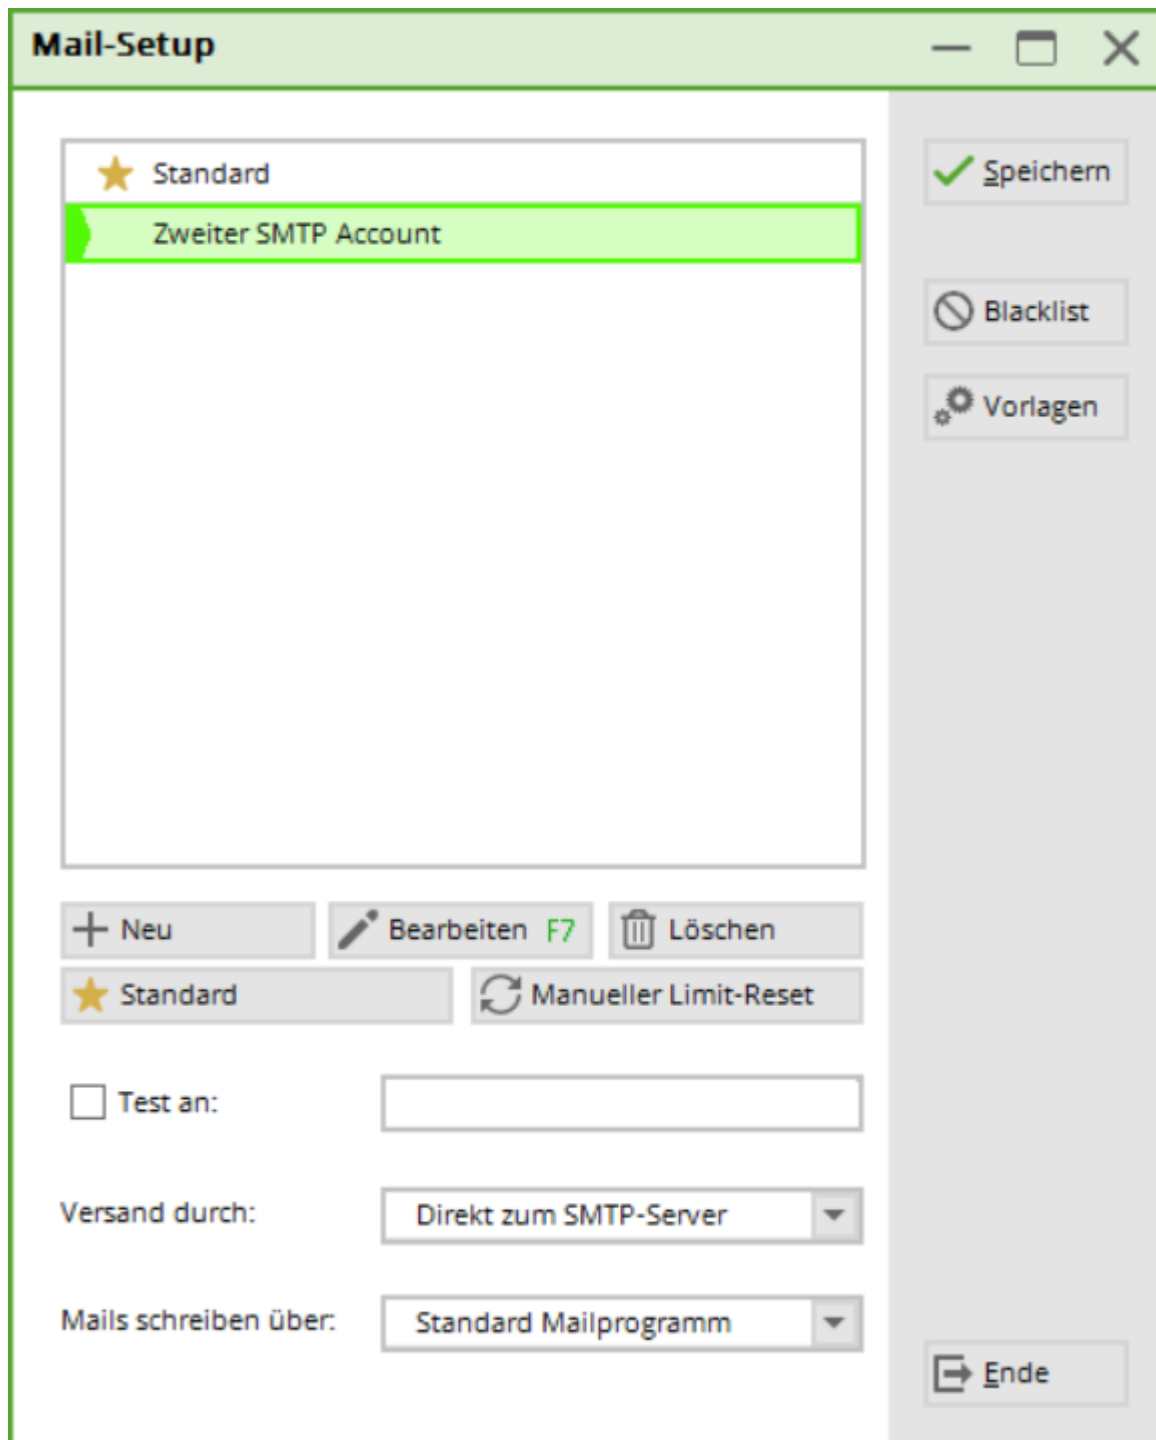 Mail-Setup
Standard
Zweiter SMTP Account
Speichern
Blacklist
Vorlagen
Neu
Bearbeiten F7
Löschen
Standard
Manueller Limit-Reset
Test an:
Versand durch: Direkt zum SMTP-Server
Mails schreiben über: Standard Mailprogramm
Ende